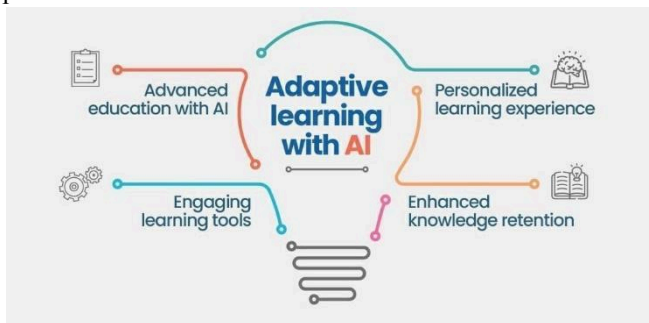 Adaptive
learning
with AI
Advanced
education with AI
Personalized
learning experience
Engaging
learning tools
Enhanced
knowledge retention